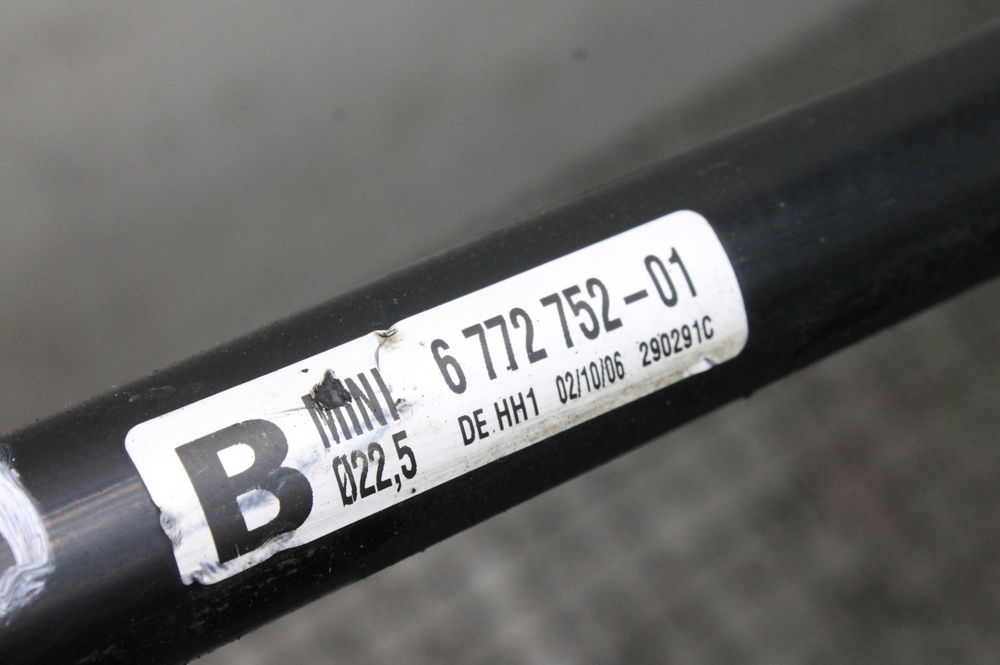 B
MINI
Ø22,5
6 772 752-01
DE HH1 02/10/06 290291C